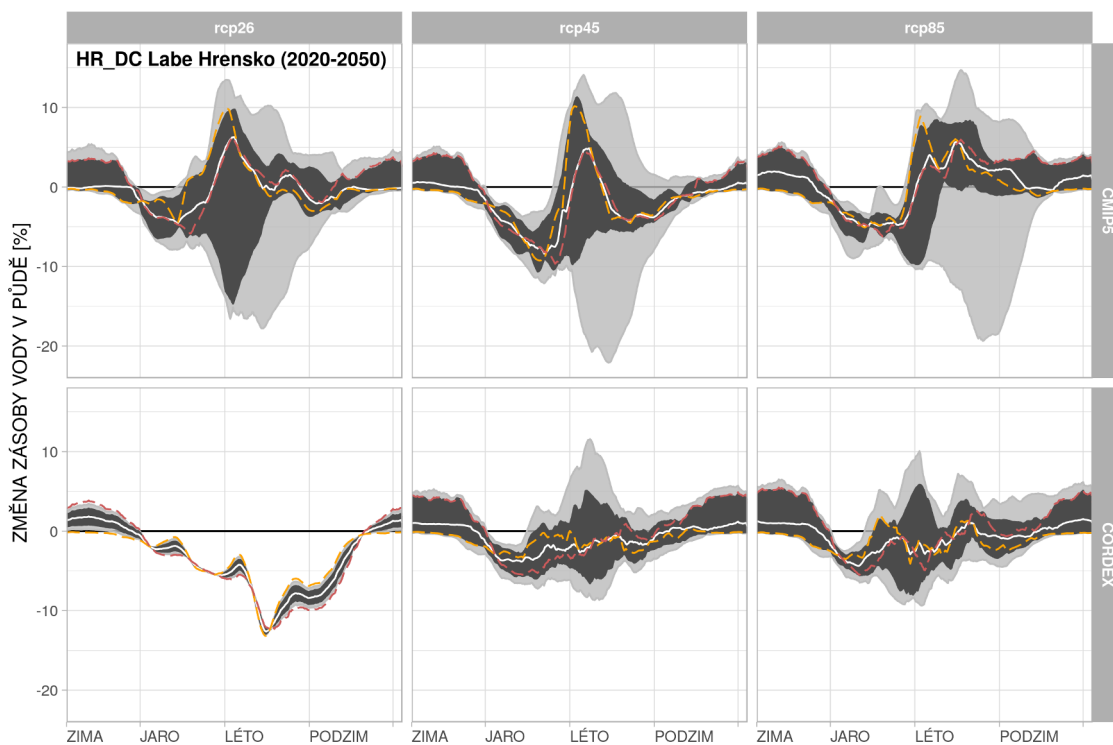 rcp26 rcp45 rcp85
HR_DC Labe Hrensko (2020-2050)
ZMĚNA ZÁSOBY VODY V PŮDĚ [%]
10
0
-10
-20
CMIP5
10
0
-10
-20
CORDEX
ZIMA JARO LÉTO PODZIM ZIMA JARO LÉTO PODZIM ZIMA JARO LÉTO PODZIM